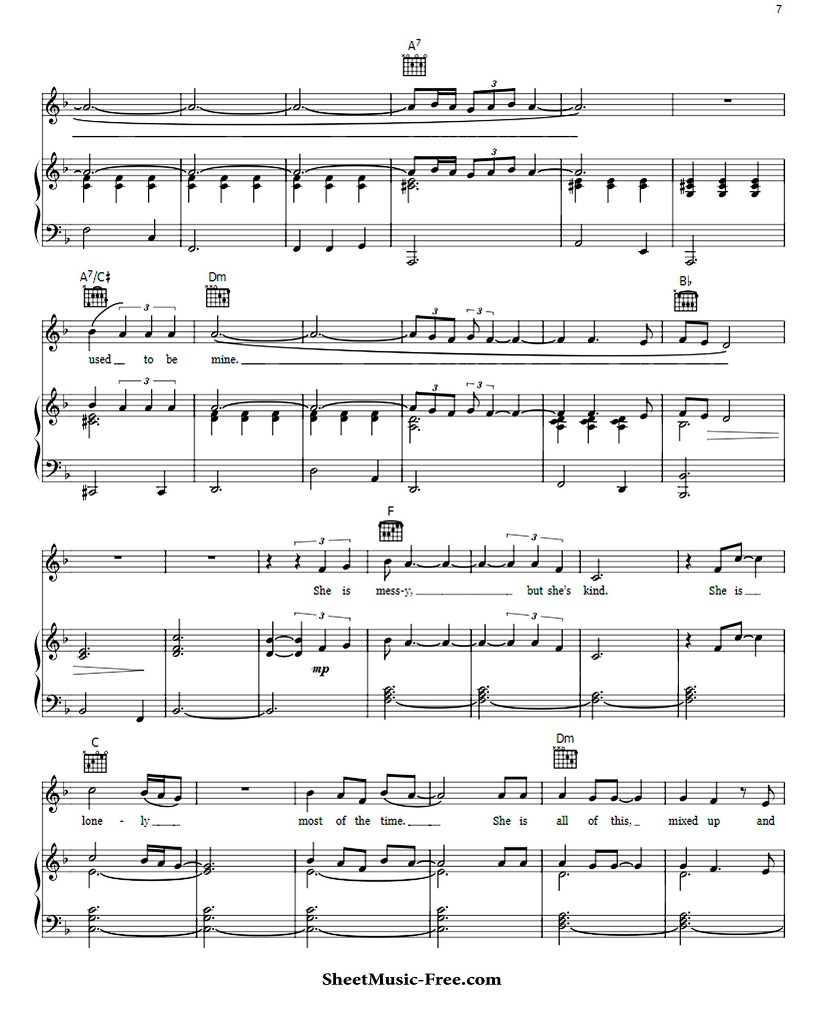 7
A7
3
3
A7/C♯ Dm B♭
3 3 3
used to be mine.
3 3 3
F
3 3
She is mess-y, but she's kind. She is
3 3
mp
C Dm
lone - ly most of the time. She is all of this, mixed up and
SheetMusic-Free.com